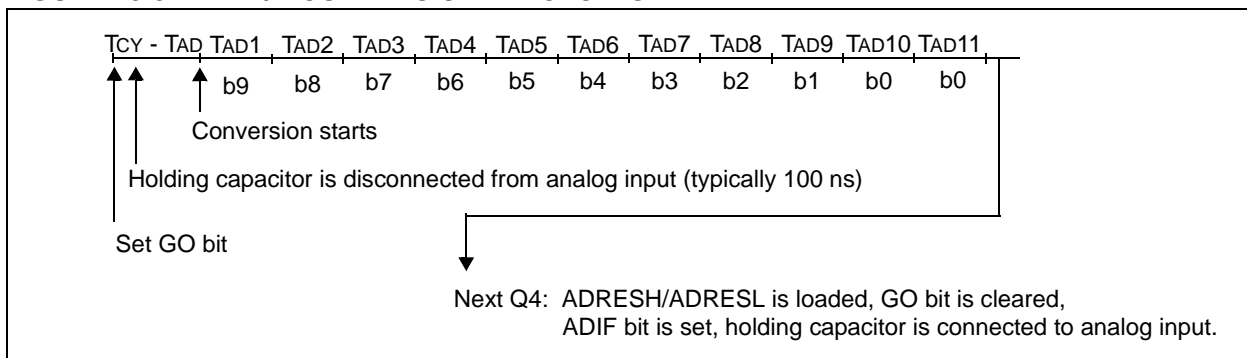 TCY - TAD TAD1 TAD2 TAD3 TAD4 TAD5 TAD6 TAD7 TAD8 TAD9 TAD10 TAD11
b9 b8 b7 b6 b5 b4 b3 b2 b1 b0 b0
Conversion starts
Holding capacitor is disconnected from analog input (typically 100 ns)
Set GO bit
Next Q4: ADRESH/ADRESL is loaded, GO bit is cleared,
ADIF bit is set, holding capacitor is connected to analog input.